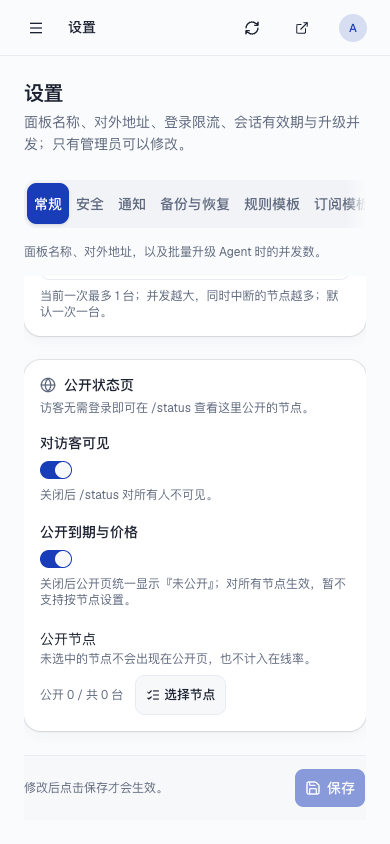 设置
A
设置
面板名称、对外地址、登录限流、会话有效期与升级并
发；只有管理员可以修改。
常规 安全 通知 备份与恢复 规则模板 订阅模板
面板名称、对外地址，以及批量升级 Agent 时的并发数。
当前一次最多 1 台；并发越大，同时中断的节点越多；默
认一次一台。
公开状态页
访客无需登录即可在 /status 查看这里公开的节点。
对访客可见
关闭后 /status 对所有人不可见。
公开到期与价格
关闭后公开页统一显示『未公开』；对所有节点生效，暂不
支持按节点设置。
公开节点
未选中的节点不会出现在公开页，也不计入在线率。
公开 0 / 共 0 台 选择节点
修改后点击保存才会生效。 保存